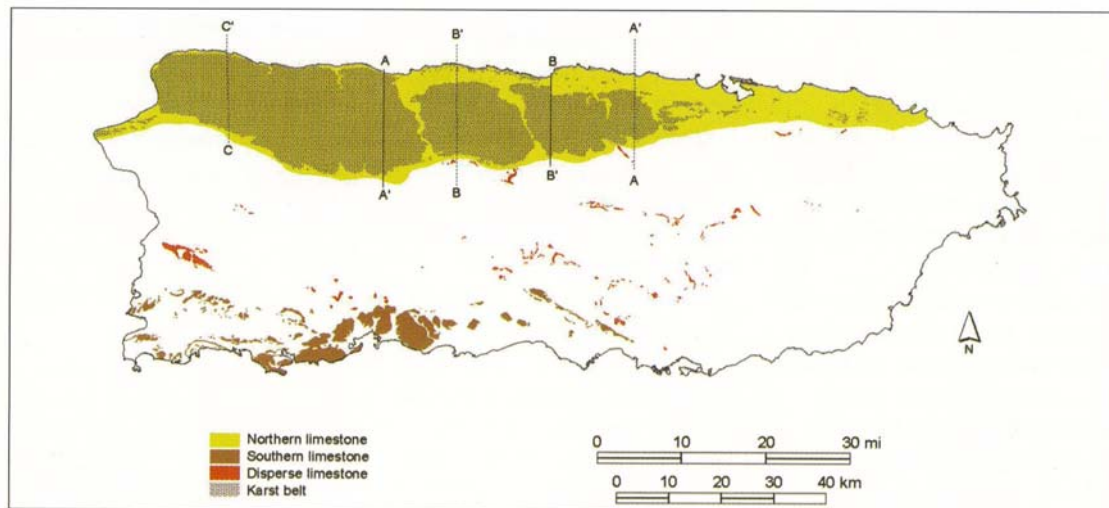 C'
B'
A'
A
B
C
A'
B
B'
A
N
Northern limestone
Southern limestone
Disperse limestone
Karst belt
0 10 20 30 mi
0 10 20 30 40 km